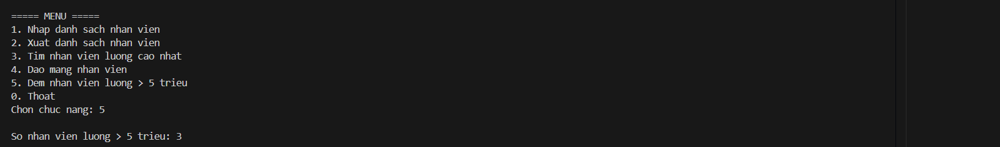 ===== MENU =====
1. Nhap danh sach nhan vien
2. Xuat danh sach nhan vien
3. Tim nhan vien luong cao nhat
4. Dao mang nhan vien
5. Dem nhan vien luong > 5 trieu
0. Thoat
Chon chuc nang: 5
So nhan vien luong > 5 trieu: 3